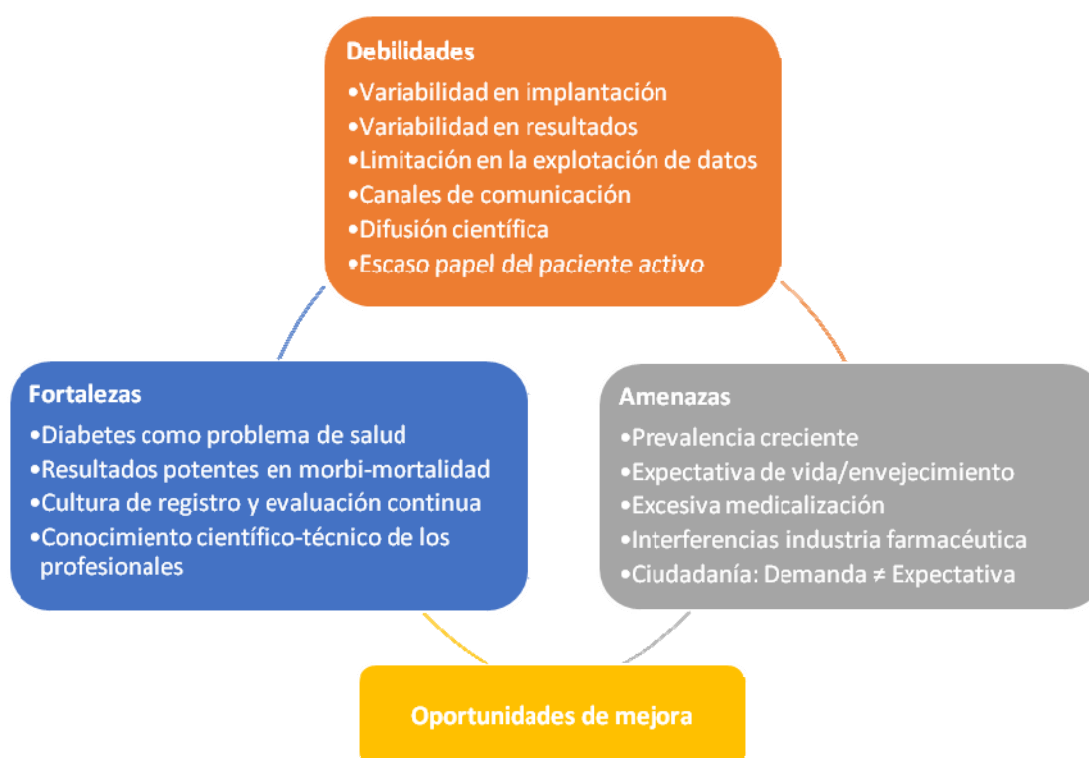 Debilidades
•Variabilidad en implantación
•Variabilidad en resultados
•Limitación en la explotación de datos
•Canales de comunicación
•Difusión científica
•Escaso papel del paciente activo
Fortalezas
•Diabetes como problema de salud
•Resultados potentes en morbi-mortalidad
•Cultura de registro y evaluación continua
•Conocimiento científico-técnico de los
profesionales
Amenazas
•Prevalencia creciente
•Expectativa de vida/envejecimiento
•Excesiva medicalización
•Interferencias industria farmacéutica
•Ciudadanía: Demanda ≠ Expectativa
Oportunidades de mejora